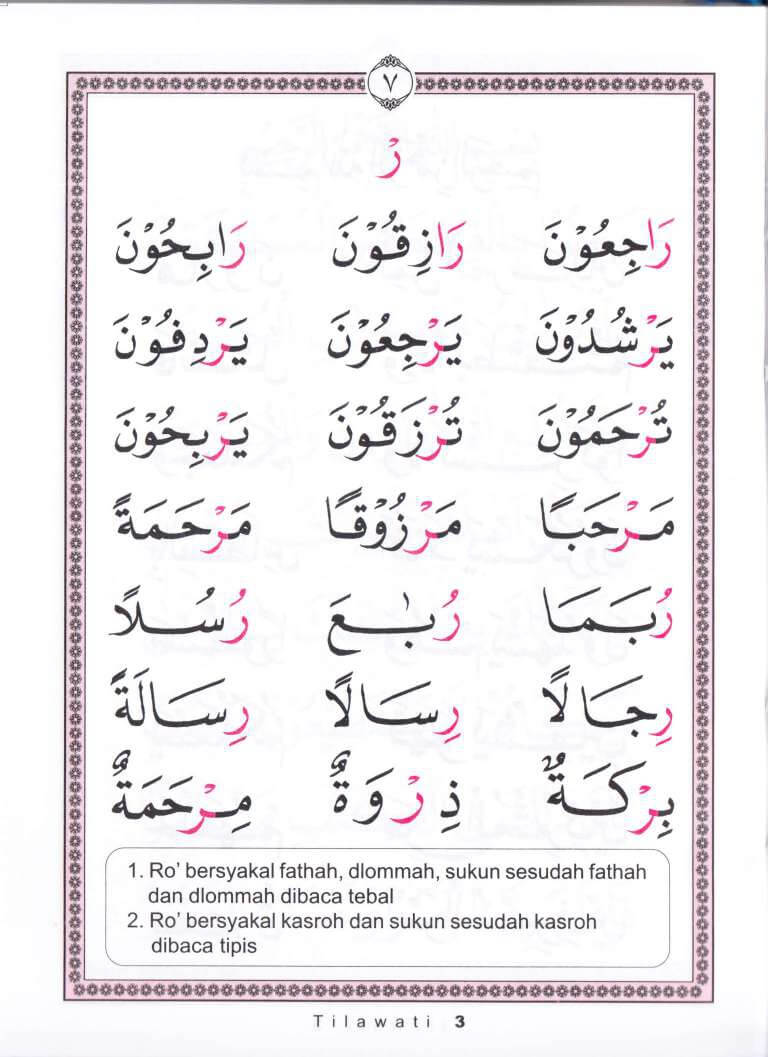 ٧
رْ
رَاجِعُوْنَ رَازِقُوْنَ رَابِحُوْنَ
يَرْشُدُوْنَ يَرْجِعُوْنَ يَرْدِفُوْنَ
تُرْحَمُوْنَ تُرْزَقُوْنَ يَرْبِحُوْنَ
مَرْحَبًا مَرْزُوْقًا مَرْحَمَةً
رُبَمَا رُبٰعَ رُسُلًا
رِجَالًا رِسَالًا رِسَالَةً
بِرْكَةٌ ذِرْوَةٌ مِرْحَمَةٌ
1. Ro' bersyakal fathah, dlommah, sukun sesudah fathah
dan dlommah dibaca tebal
2. Ro' bersyakal kasroh dan sukun sesudah kasroh
dibaca tipis
Tilawati 3